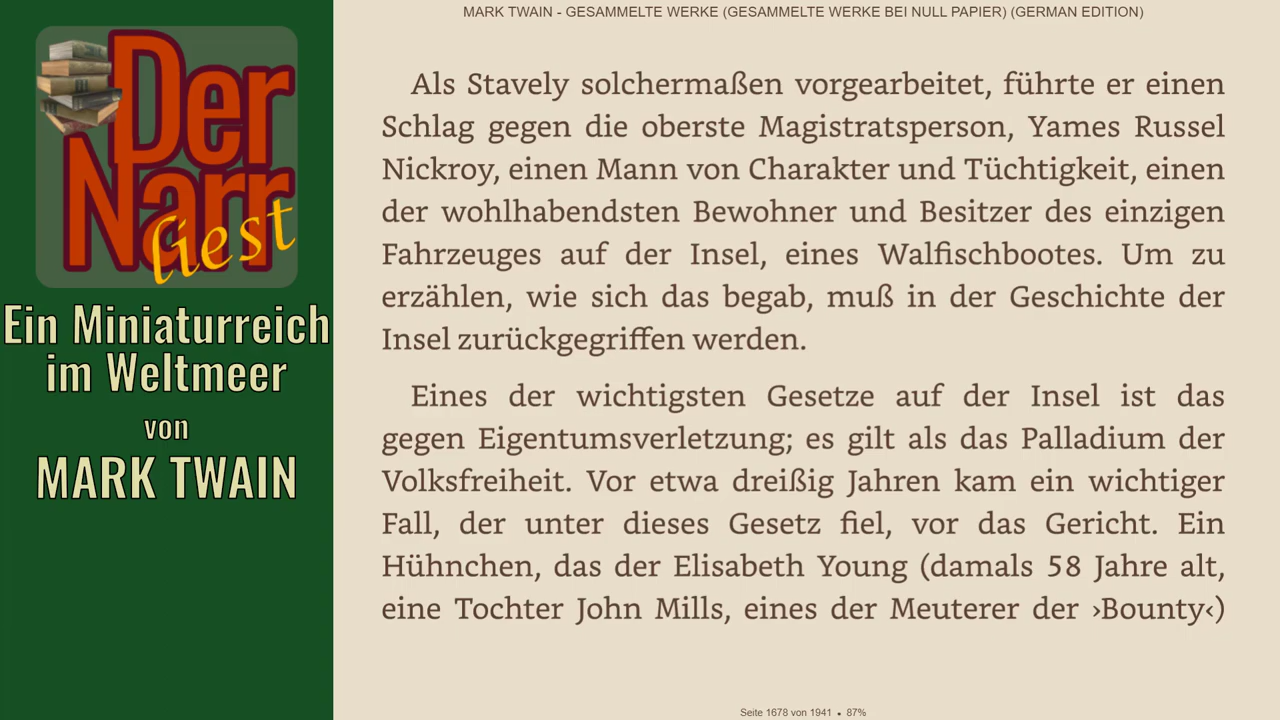 Der
Narr
liest
Ein Miniaturreich
im Weltmeer
von
MARK TWAIN
MARK TWAIN - GESAMMELTE WERKE (GESAMMELTE WERKE BEI NULL PAPIER) (GERMAN EDITION)
Als Stavely solchermaßen vorgearbeitet, führte er einen
Schlag gegen die oberste Magistratsperson, Yames Russel
Nickroy, einen Mann von Charakter und Tüchtigkeit, einen
der wohlhabendsten Bewohner und Besitzer des einzigen
Fahrzeuges auf der Insel, eines Walfischbootes. Um zu
erzählen, wie sich das begab, muß in der Geschichte der
Insel zurückgegriffen werden.
Eines der wichtigsten Gesetze auf der Insel ist das
gegen Eigentumsverletzung; es gilt als das Palladium der
Volksfreiheit. Vor etwa dreißig Jahren kam ein wichtiger
Fall, der unter dieses Gesetz fiel, vor das Gericht. Ein
Hühnchen, das der Elisabeth Young (damals 58 Jahre alt,
eine Tochter John Mills, eines der Meuterer der ›Bounty‹)
Seite 1678 von 1941 • 87%